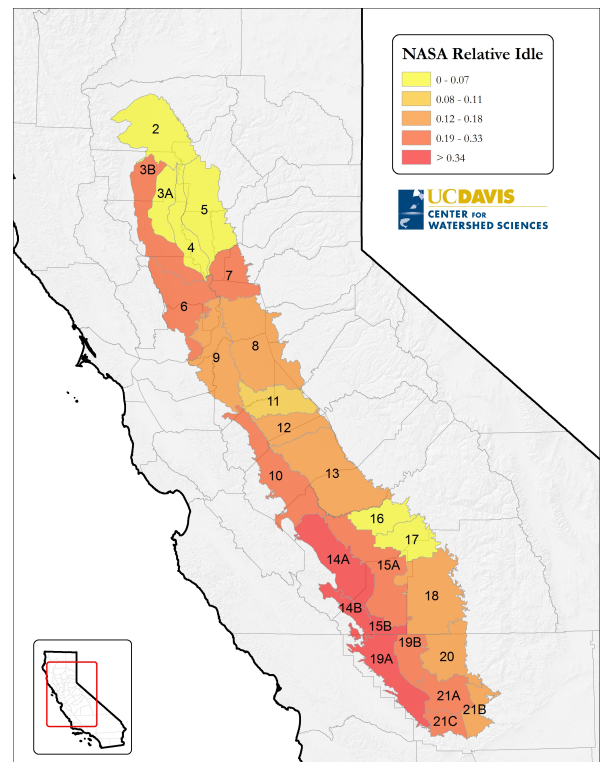 NASA Relative Idle
0 - 0.07
0.08 - 0.11
0.12 - 0.18
0.19 - 0.33
> 0.34
UCDAVIS
CENTER FOR
WATERSHED SCIENCES
2
3B
3A
5
4
7
6
8
9
11
12
13
10
16
17
14A
15A
18
14B
15B
19B
19A
20
21A
21B
21C